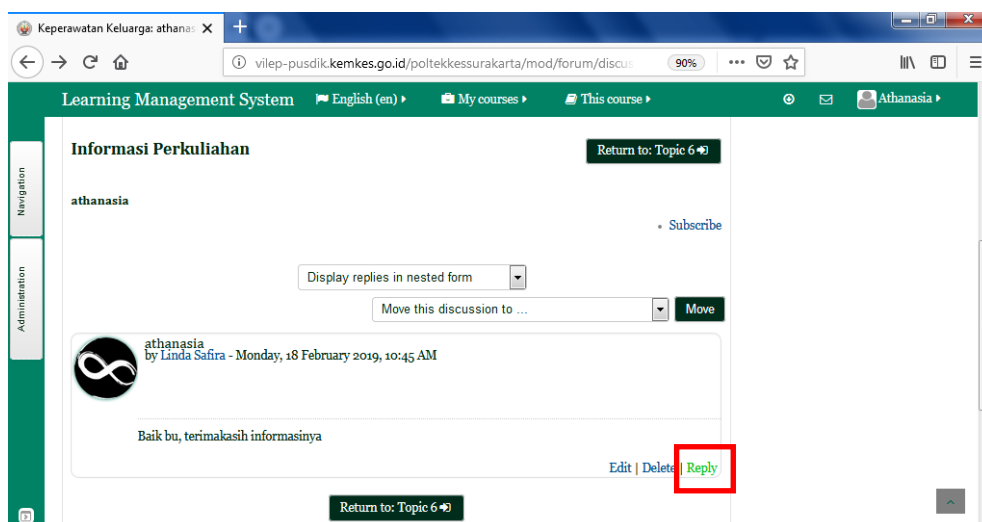 Keperawatan Keluarga: athanas
vilep-pusdik.kemkes.go.id/poltekkessurakarta/mod/forum/discus 90%
Learning Management System English (en) My courses This course Athanasia
Navigation
Administration
Informasi Perkuliahan Return to: Topic 6
athanasia
Subscribe
Display replies in nested form
Move this discussion to ... Move
athanasia
by Linda Safira - Monday, 18 February 2019, 10:45 AM
Baik bu, terimakasih informasinya
Edit | Delete | Reply
Return to: Topic 6